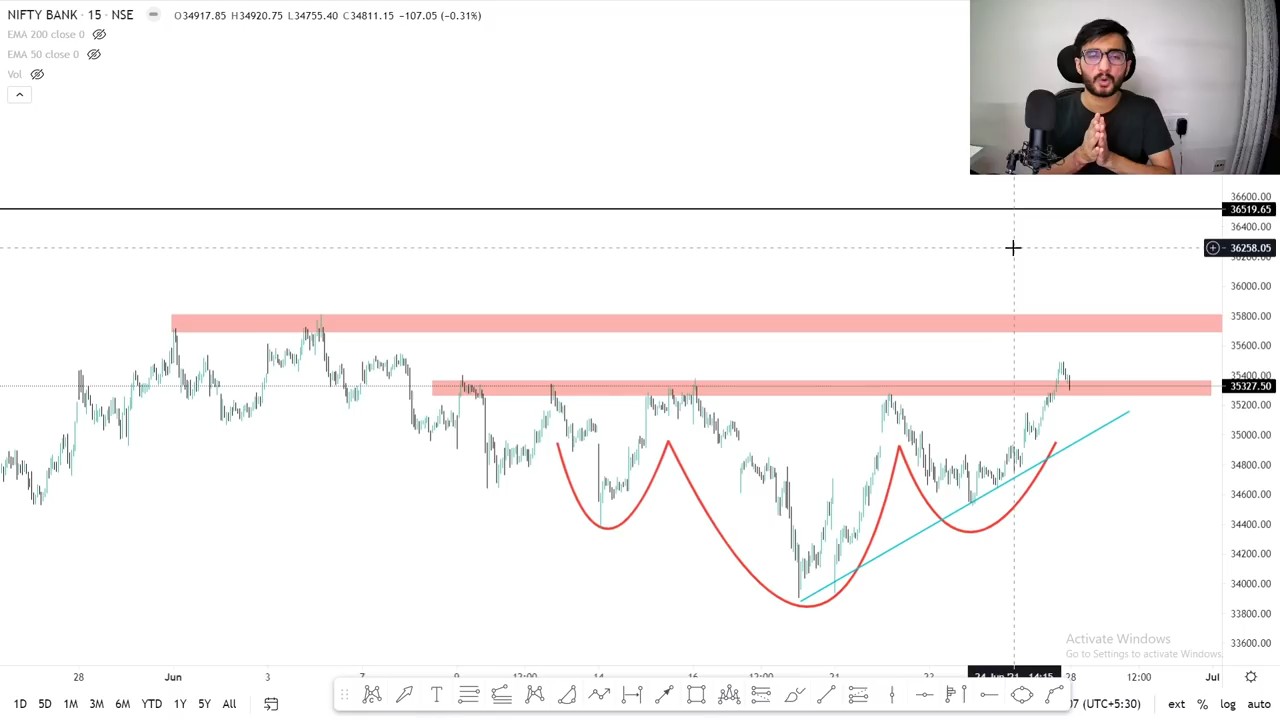 NIFTY BANK · 15 · NSE O34917.85 H34920.75 L34755.40 C34811.15 −107.05 (−0.31%)
EMA 200 close 0
EMA 50 close 0
Vol
36600.00
36519.65
36400.00
36258.05
36000.00
35800.00
35600.00
35400.00
35327.50
35200.00
35000.00
34800.00
34600.00
34400.00
34200.00
34000.00
33800.00
33600.00
Activate Windows
Go to Settings to activate Windows.
28 Jun 3 7 9 12:00 14 16 12:00 21 23 28 12:00 Jul
1D 5D 1M 3M 6M YTD 1Y 5Y All
T
(UTC+5:30) ext % log auto